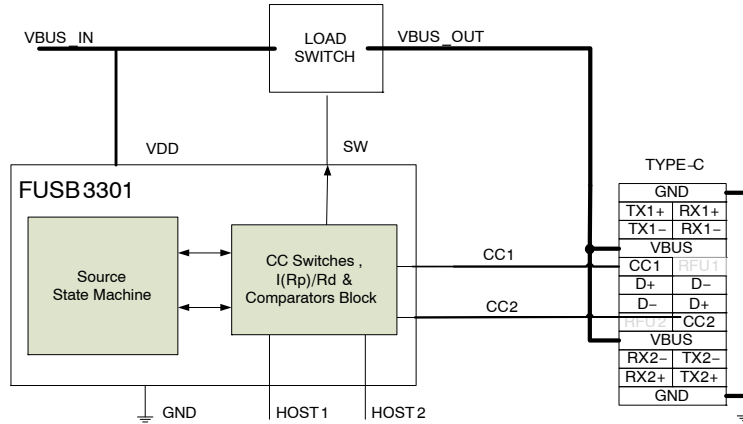 LOAD
SWITCH
VBUS_IN
VBUS_OUT
VDD
SW
FUSB3301
Source
State Machine
CC Switches ,
I(Rp)/Rd &
Comparators Block
CC1
CC2
GND
HOST1
HOST2
TYPE-C
GND
TX1+ RX1+
TX1- RX1-
VBUS
CC1 RFU1
D+ D-
D- D+
RFU2 CC2
VBUS
RX2- TX2-
RX2+ TX2+
GND